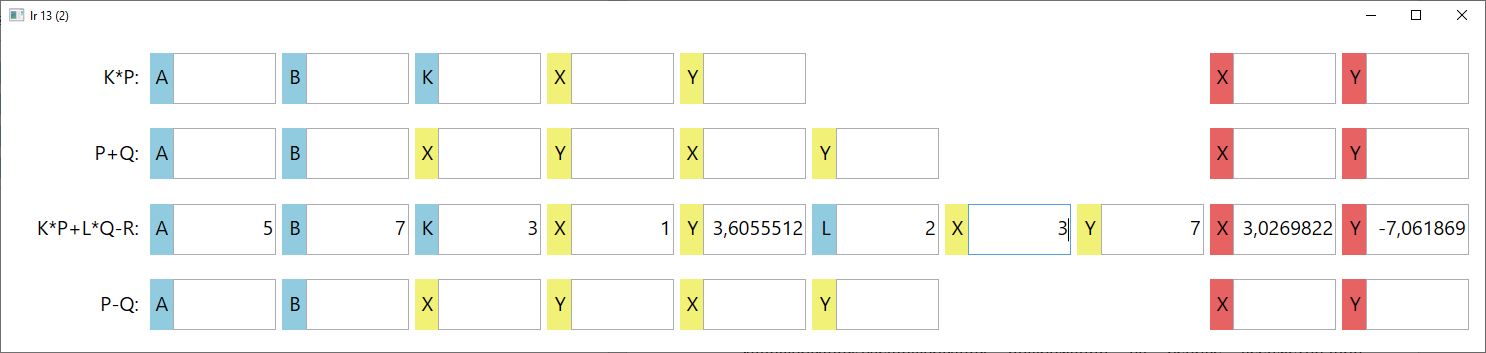 lr 13 (2)
K*P: A B K X Y X Y
P+Q: A B X Y X Y X Y
K*P+L*Q-R: A 5 B 7 K 3 X 1 Y 3,6055512 L 2 X 3 Y 7 X 3,0269822 Y -7,061869
P-Q: A B X Y X Y X Y